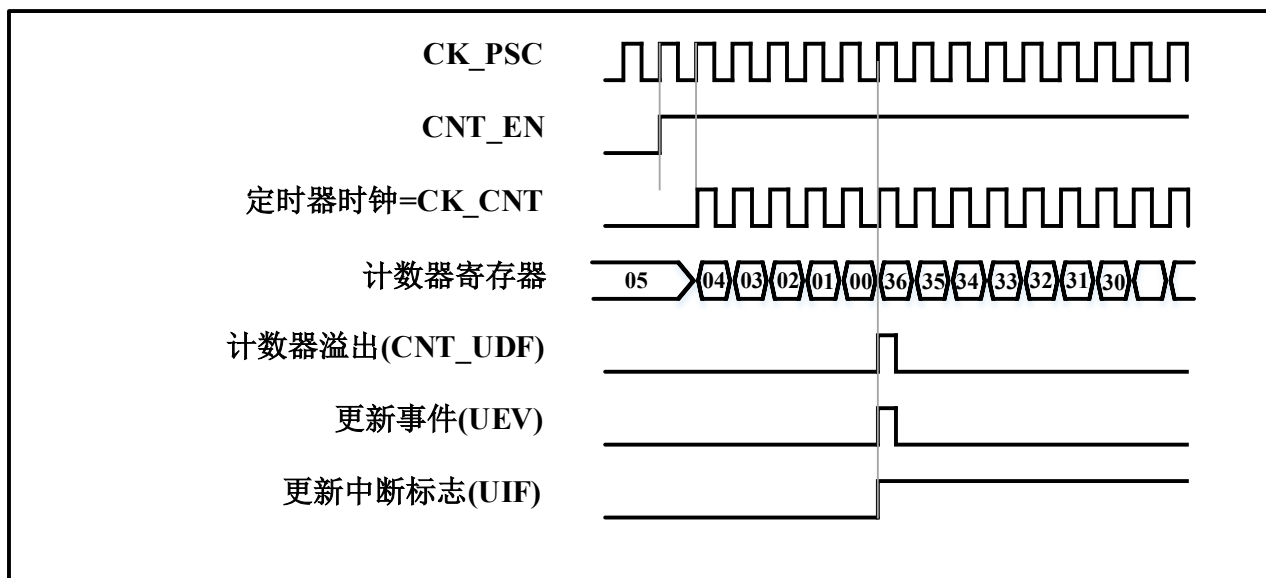 CK_PSC
CNT_EN
定时器时钟=CK_CNT
计数器寄存器 05 04 03 02 01 00 36 35 34 33 32 31 30
计数器溢出(CNT_UDF)
更新事件(UEV)
更新中断标志(UIF)